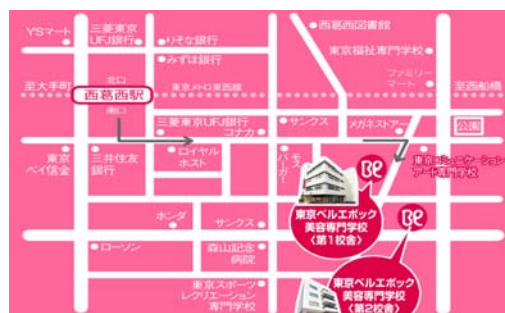 YSマート
三菱東京
UFJ銀行
りそな銀行
みずほ銀行
西葛西図書館
東京福祉専門学校
ファミリー
マート
至大手町
北口
西葛西駅
南口
東京メトロ東西線
至西船橋
三菱東京UFJ銀行
コナカ
サンクス
メガネストアー
公園
東京
ベイ信金
三井住友
銀行
ロイヤル
ホスト
モスバーガー
東京コミュニケーション
アート専門学校
Be
東京ベルエポック
美容専門学校
〈第1校舎〉
Be
ホンダ
サンクス
ローソン
森山記念
病院
東京スポーツ
レクリエーション
専門学校
東京ベルエポック
美容専門学校
〈第2校舎〉